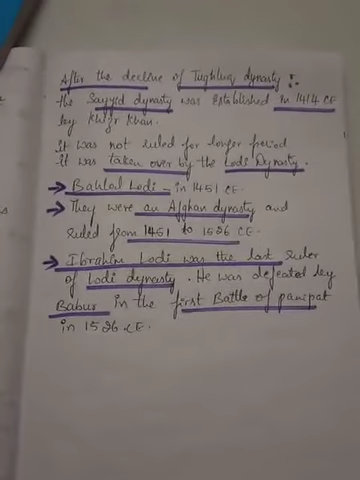 After the decline of Tughluq dynasty :
the Sayyid dynasty was established in 1414 CE
by Khizr Khan.
It was not ruled for longer period
It was taken over by the Lodi Dynasty.
→ Bahlol Lodi - in 1451 CE.
→ They were an Afghan dynasty and
ruled from 1451 to 1526 CE.
→ Ibrahim Lodi was the last ruler
of Lodi dynasty. He was defeated by
Babur in the first Battle of panipat
in 1526 CE.